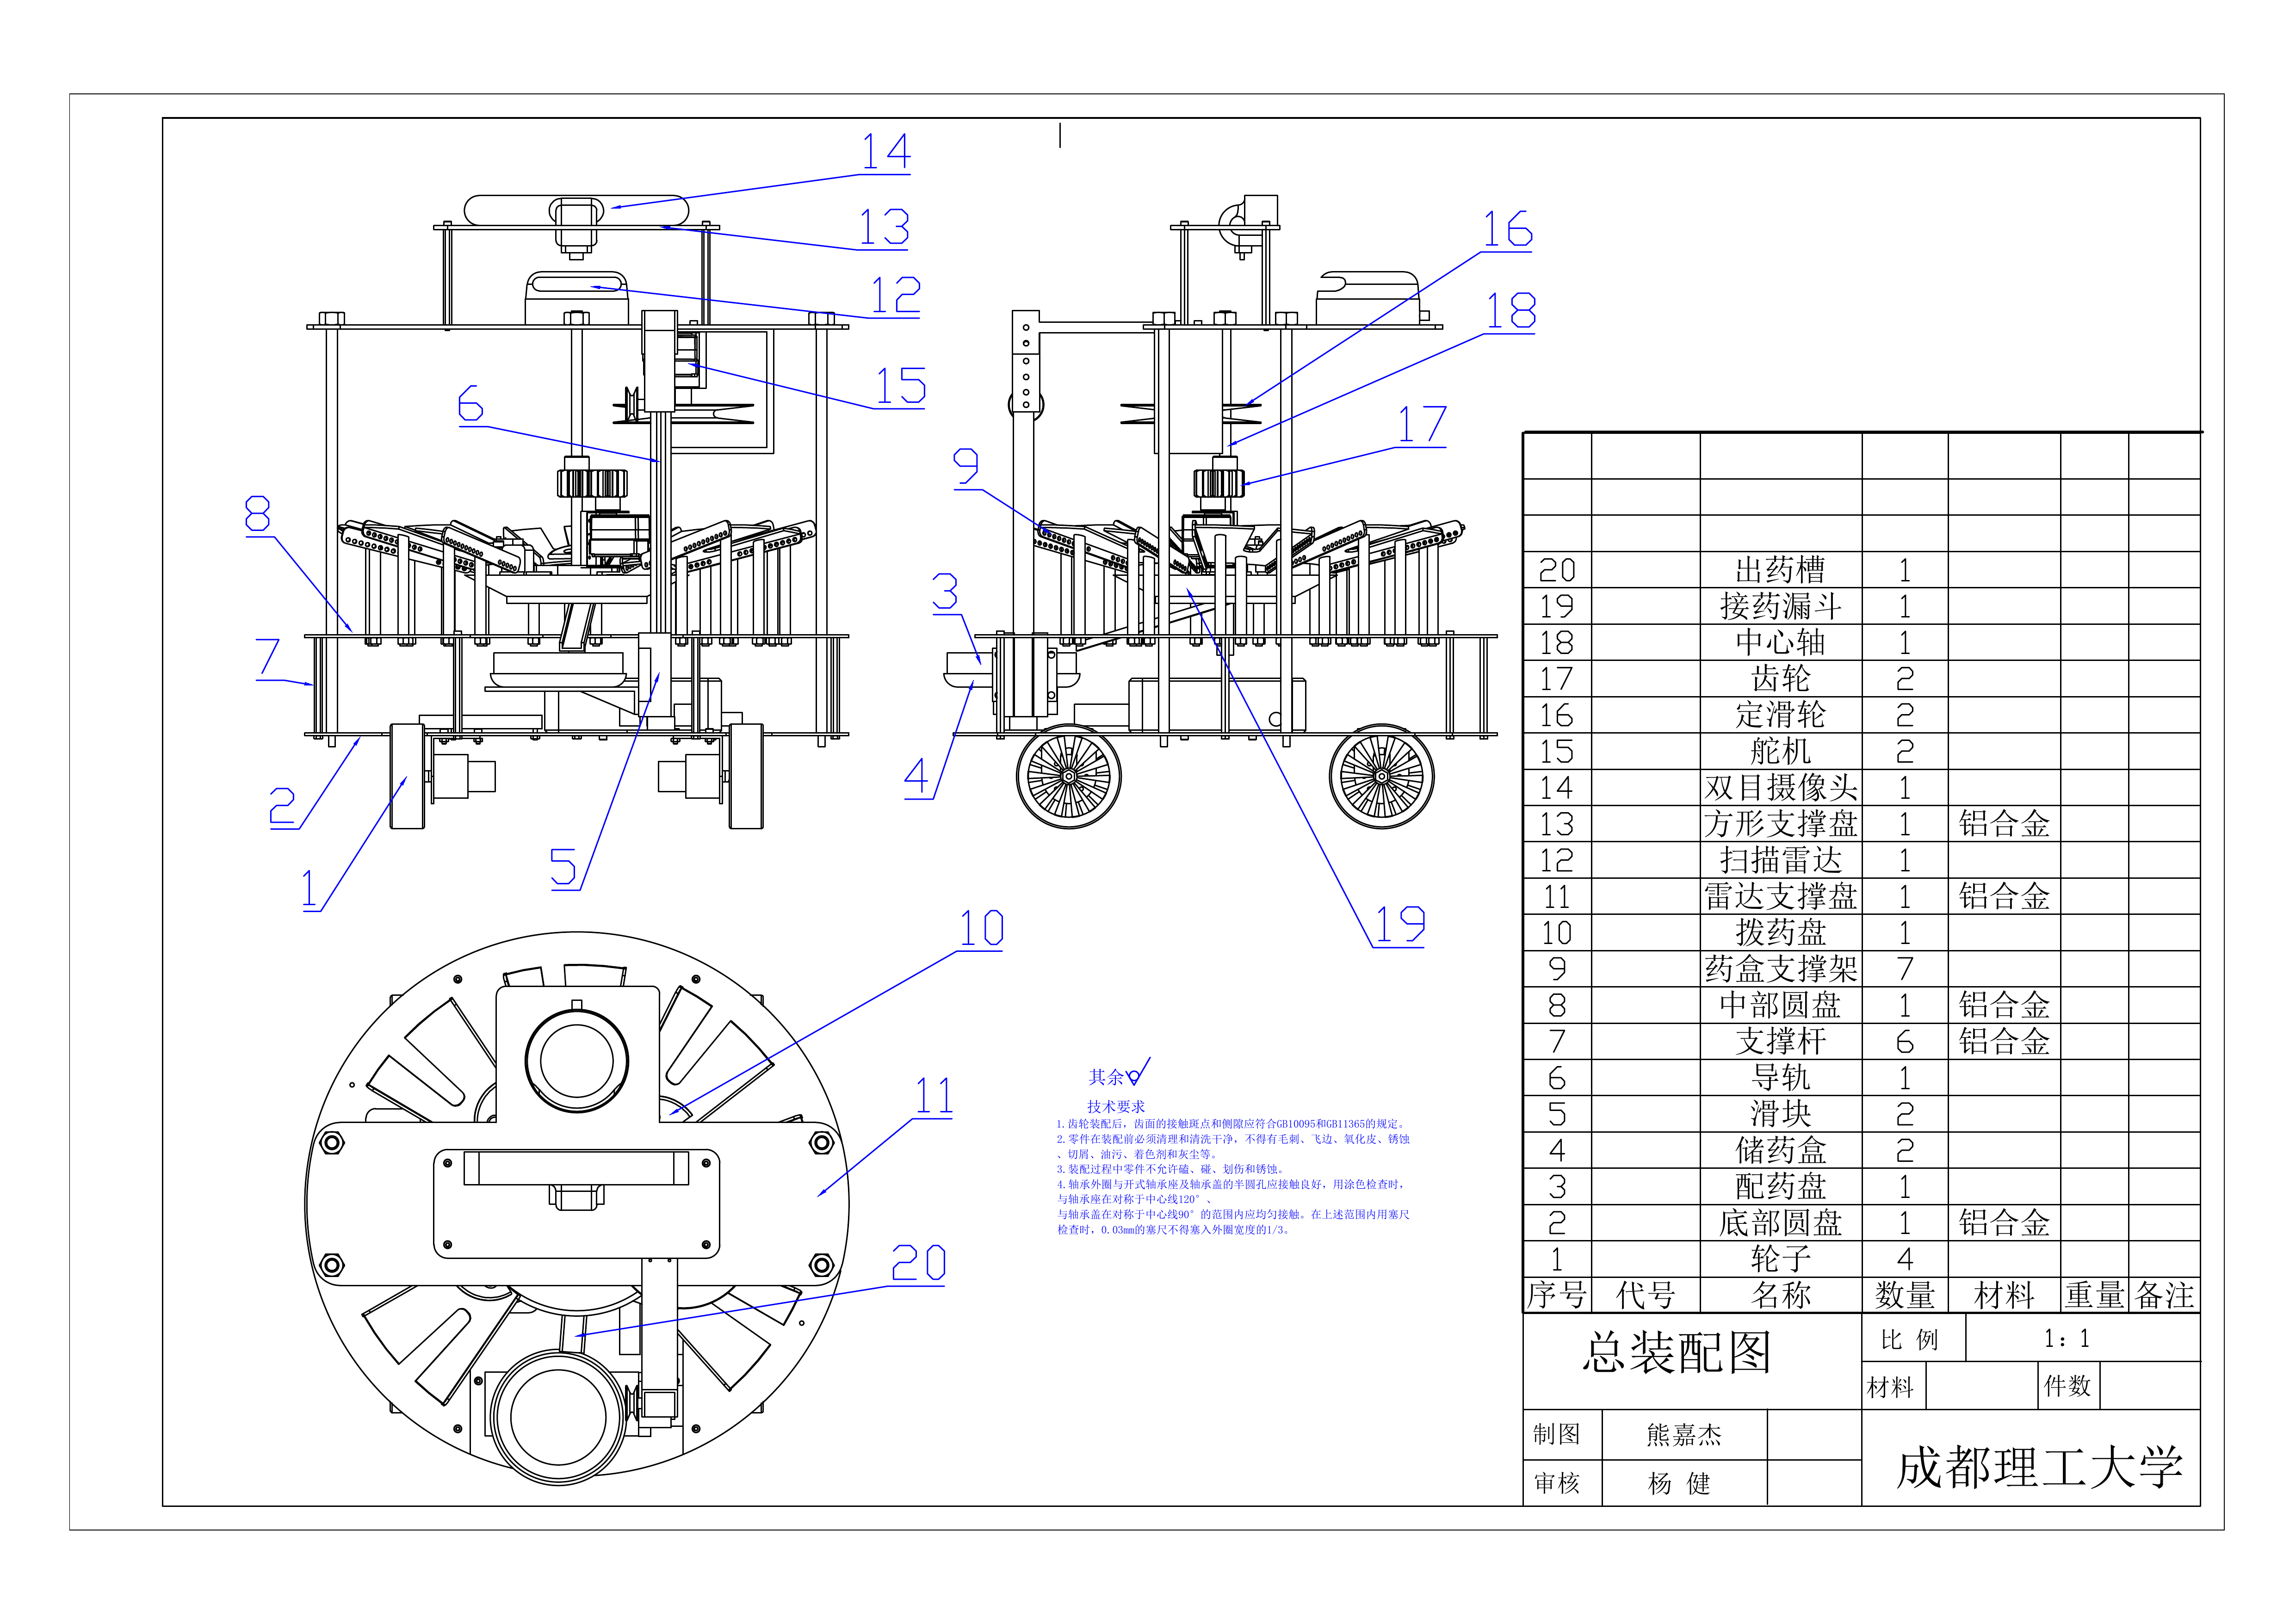 14
13
12
15
6
8
7
2
1
5
16
18
17
9
3
4
19
10
11
20
其余
技术要求
1.齿轮装配后，齿面的接触斑点和侧隙应符合GB10095和GB11365的规定。
2.零件在装配前必须清理和清洗干净，不得有毛刺、飞边、氧化皮、锈蚀
、切屑、油污、着色剂和灰尘等。
3.装配过程中零件不允许磕、碰、划伤和锈蚀。
4.轴承外圈与开式轴承座及轴承盖的半圆孔应接触良好，用涂色检查时，
与轴承座在对称于中心线120°、
与轴承盖在对称于中心线90°的范围内应均匀接触。在上述范围内用塞尺
检查时，0.03mm的塞尺不得塞入外圈宽度的1/3。
20 出药槽 1
19 接药漏斗 1
18 中心轴 1
17 齿轮 2
16 定滑轮 2
15 舵机 2
14 双目摄像头 1
13 方形支撑盘 1 铝合金
12 扫描雷达 1
11 雷达支撑盘 1 铝合金
10 拨药盘 1
9 药盒支撑架 7
8 中部圆盘 1 铝合金
7 支撑杆 6 铝合金
6 导轨 1
5 滑块 2
4 储药盒 2
3 配药盘 1
2 底部圆盘 1 铝合金
1 轮子 4
序号 代号 名称 数量 材料 重量 备注
总装配图
比 例 1：1
材料 件数
制图 熊嘉杰
审核 杨 健
成都理工大学